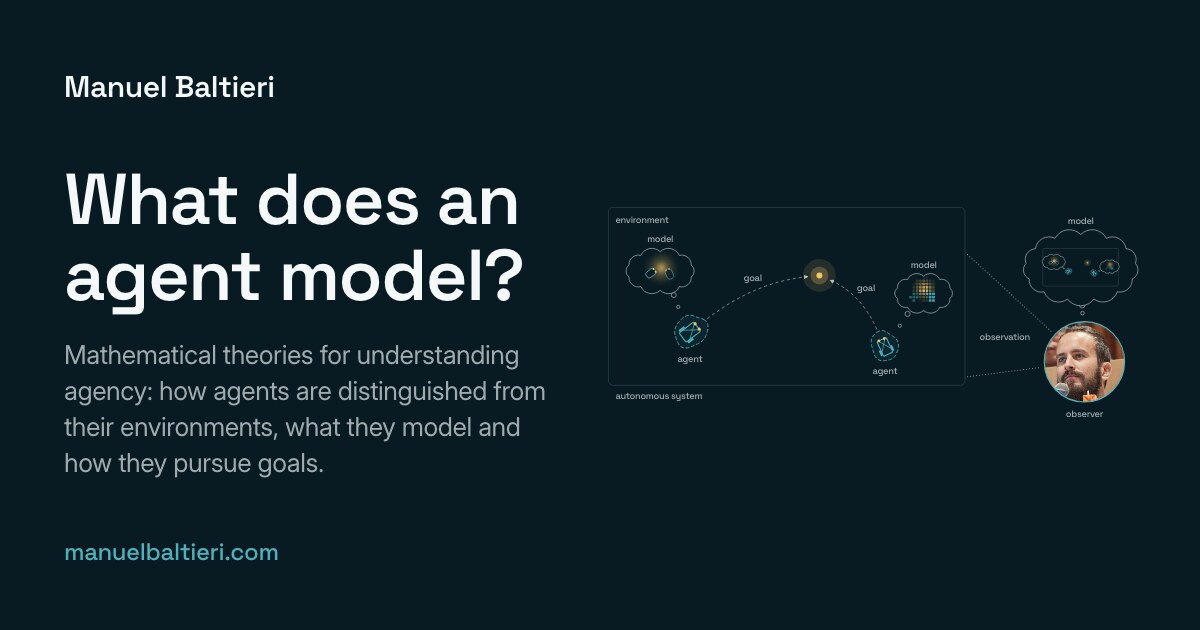 Manuel Baltieri
What does an
agent model?
Mathematical theories for understanding
agency: how agents are distinguished from
their environments, what they model and
how they pursue goals.
manuelbaltieri.com
environment
model
goal
goal
model
agent
agent
autonomous system
observation
model
observer